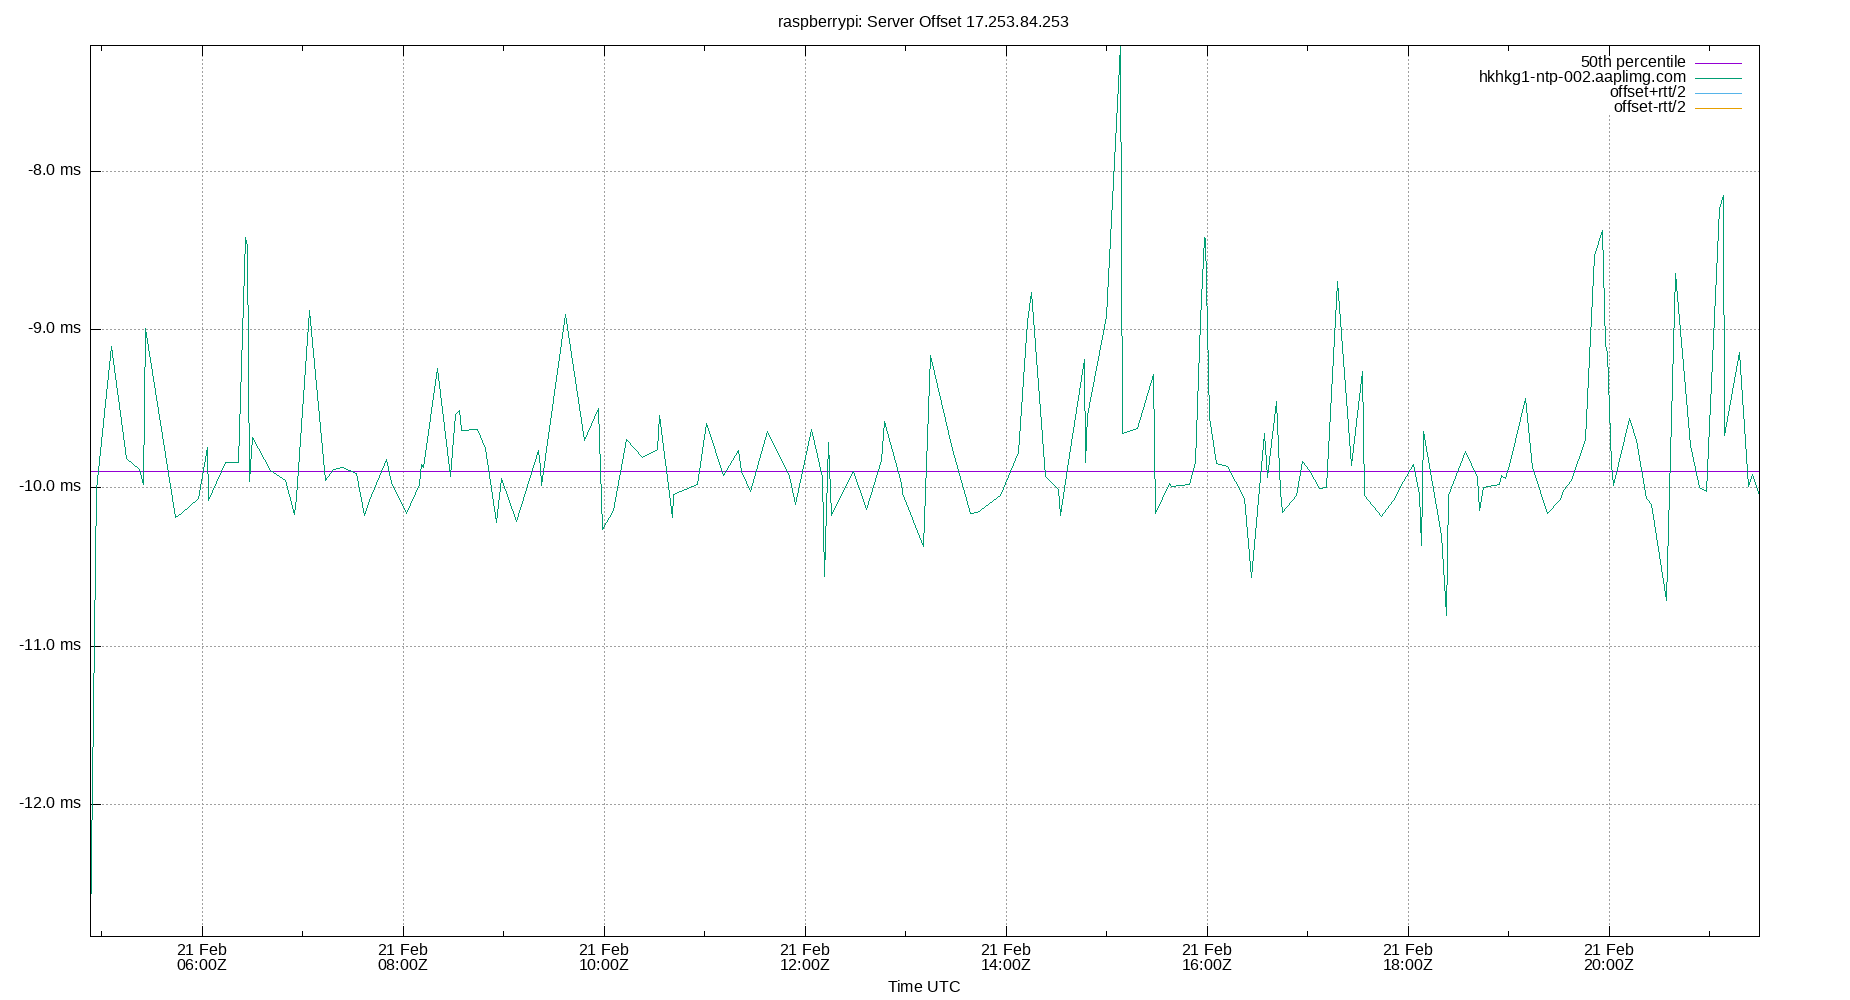 raspberrypi: Server Offset 17.253.84.253
50th percentile
hkhkg1-ntp-002.aaplimg.com
offset+rtt/2
offset-rtt/2
-8.0 ms
-9.0 ms
-10.0 ms
-11.0 ms
-12.0 ms
21 Feb 21 Feb 21 Feb 21 Feb 21 Feb 21 Feb 21 Feb 21 Feb
06:00Z 08:00Z 10:00Z 12:00Z 14:00Z 16:00Z 18:00Z 20:00Z
Time UTC